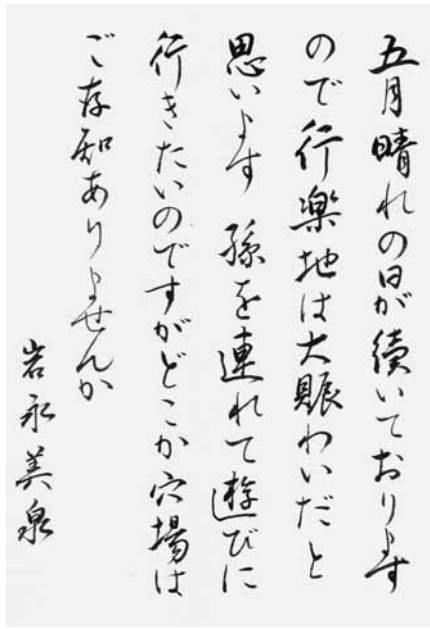 五月晴れの日が続いております
ので行楽地は大賑わいだと
思います　孫を連れて遊びに
行きたいのですがどこか穴場は
ご存知ありませんか
岩永美泉